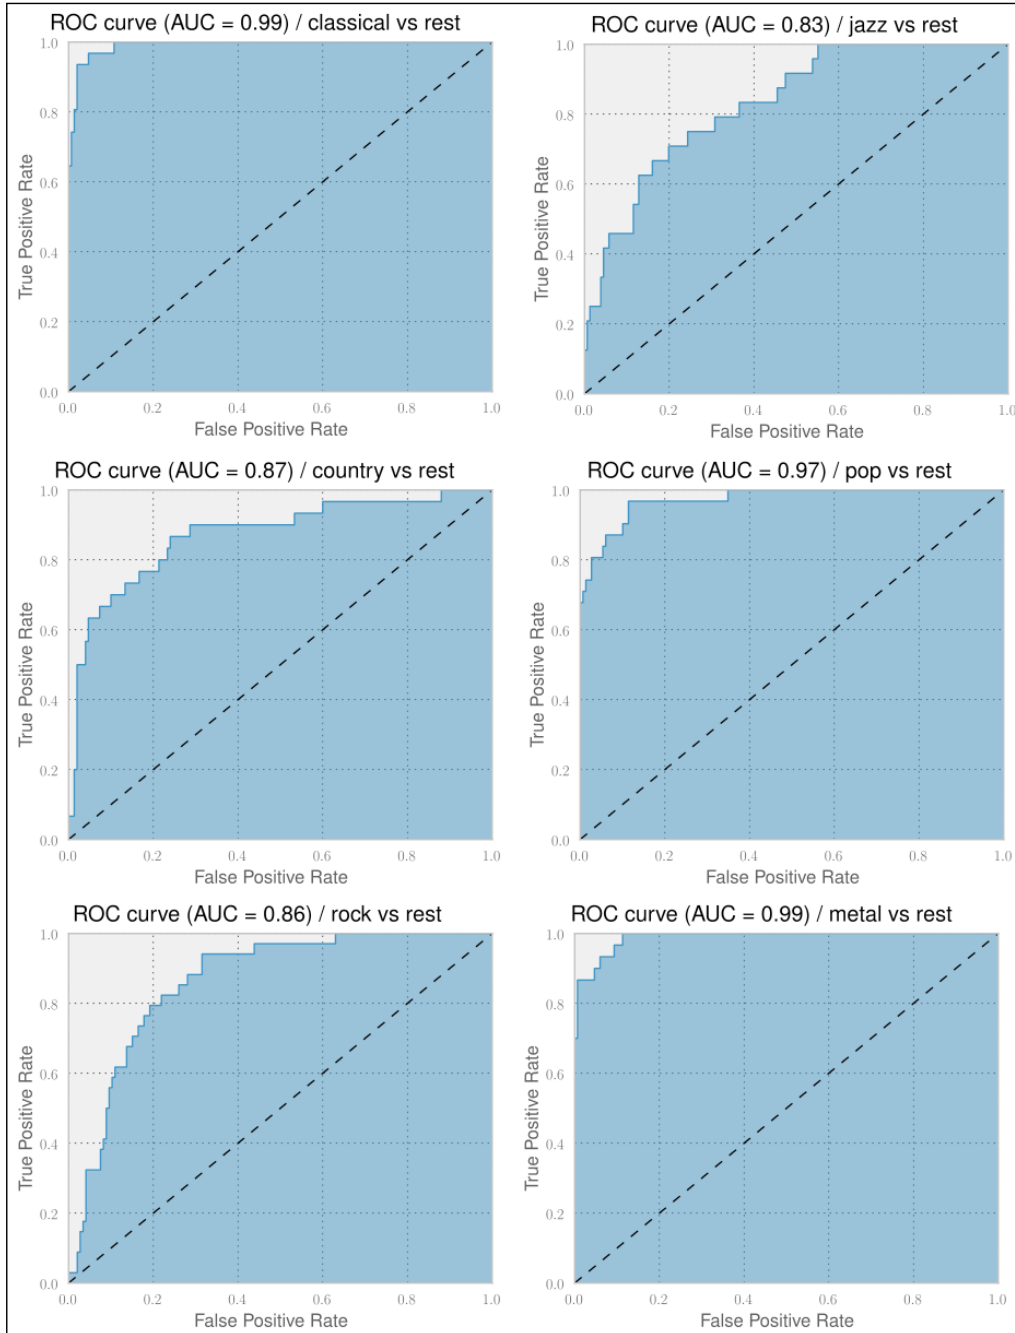 ROC curve (AUC = 0.99) / classical vs rest
1.0
0.8
0.6
0.4
0.2
0.0
True Positive Rate
0.0 0.2 0.4 0.6 0.8 1.0
False Positive Rate
ROC curve (AUC = 0.83) / jazz vs rest
1.0
0.8
0.6
0.4
0.2
0.0
True Positive Rate
0.0 0.2 0.4 0.6 0.8 1.0
False Positive Rate
ROC curve (AUC = 0.87) / country vs rest
1.0
0.8
0.6
0.4
0.2
0.0
True Positive Rate
0.0 0.2 0.4 0.6 0.8 1.0
False Positive Rate
ROC curve (AUC = 0.97) / pop vs rest
1.0
0.8
0.6
0.4
0.2
0.0
True Positive Rate
0.0 0.2 0.4 0.6 0.8 1.0
False Positive Rate
ROC curve (AUC = 0.86) / rock vs rest
1.0
0.8
0.6
0.4
0.2
0.0
True Positive Rate
0.0 0.2 0.4 0.6 0.8 1.0
False Positive Rate
ROC curve (AUC = 0.99) / metal vs rest
1.0
0.8
0.6
0.4
0.2
0.0
True Positive Rate
0.0 0.2 0.4 0.6 0.8 1.0
False Positive Rate